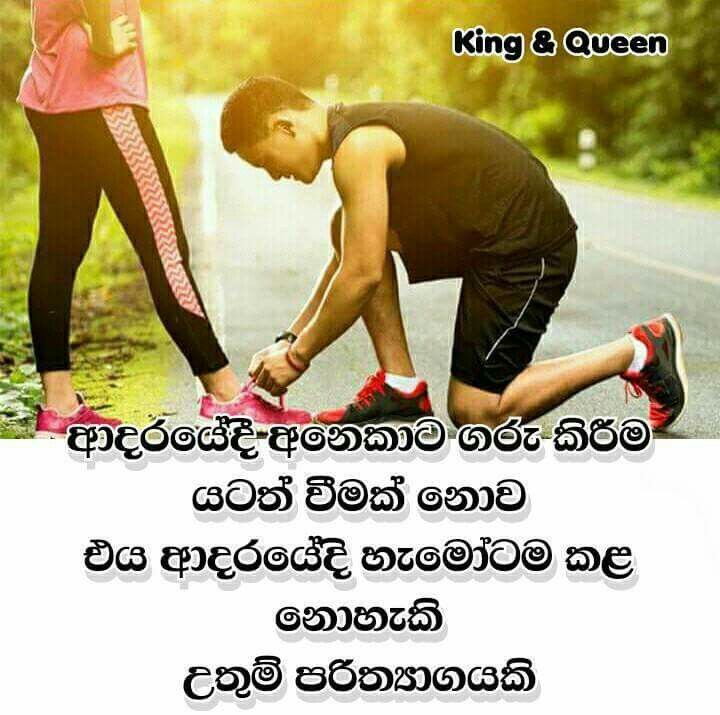 King & Queen
ආදරයේදී අනෙකාට ගරු කිරීම
යටත් වීමක් නොව
එය ආදරයේදි හැමෝටම කළ
නොහැකි
උතුම් පරිත්‍යාගයකි